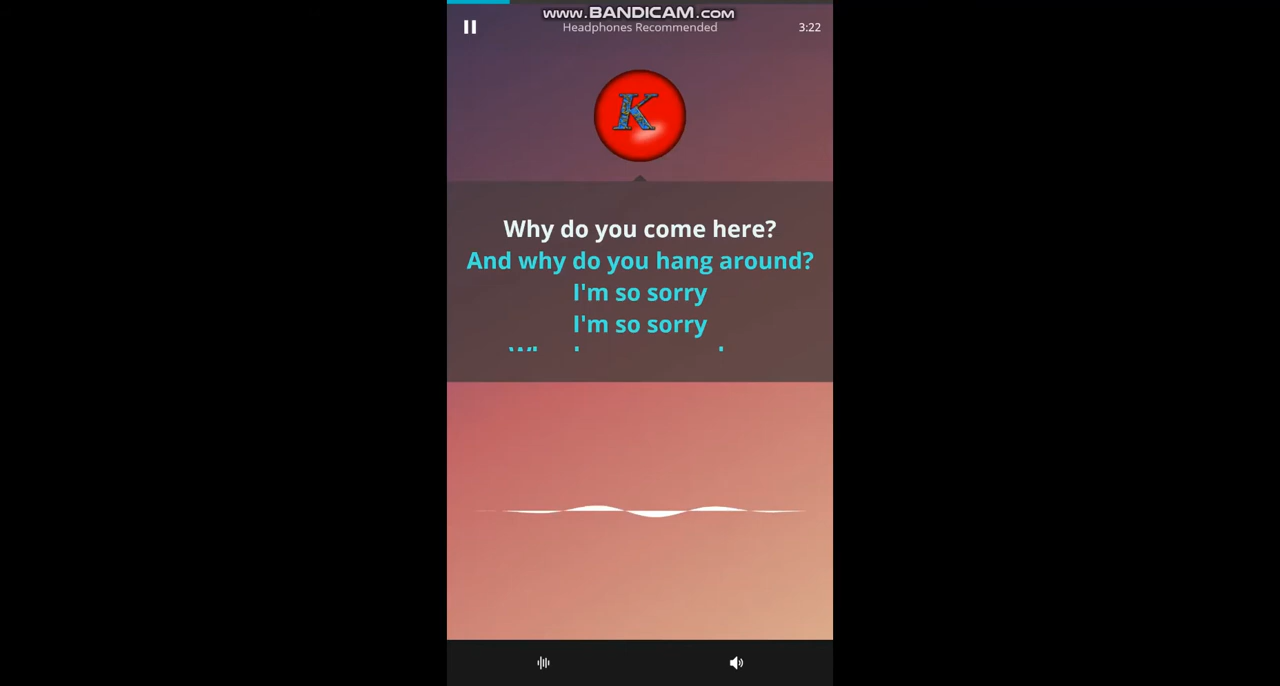 www.BANDICAM.com
Headphones Recommended
3:22
K
Why do you come here?
And why do you hang around?
I'm so sorry
I'm so sorry